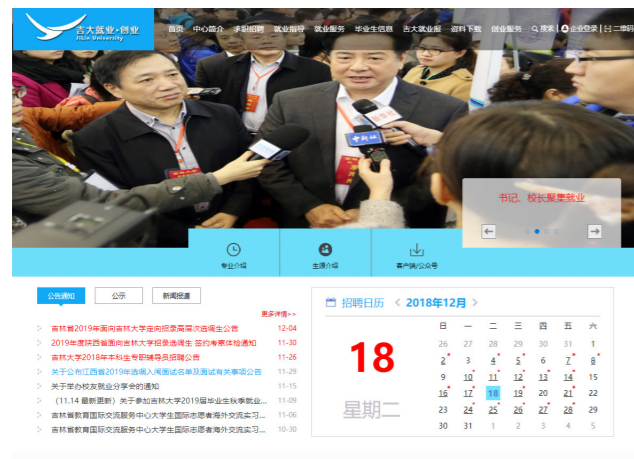 吉大就业·创业
Jilin University
首页 中心简介 求职招聘 就业指导 就业服务 毕业生信息 吉大就业报 资料下载 创业服务 搜索 | 企业登录 | 二维码
书记、校长聚焦就业
专业介绍
生源介绍
客户端/公众号
公告通知 公示 新闻报道
更多详情>>
吉林省2019年面向吉林大学定向招录高层次选调生公告 12-04
2019年度陕西省面向吉林大学招录选调生 签约考察体检通知 11-30
吉林大学2018年本科生专职辅导员招聘公告 11-26
关于公布江西省2019年选调入闱面试名单及面试有关事项公告 11-29
关于举办校友就业分享会的通知 11-15
（11.14 最新更新）关于参加吉林大学2019届毕业生秋季就业... 11-09
吉林省教育国际交流服务中心大学生国际志愿者海外交流实习... 11-06
吉林省教育国际交流服务中心大学生国际志愿者海外交流实习... 10-30
招聘日历 < 2018年12月 >
18
星期二
日 一 二 三 四 五 六
26 27 28 29 30 31 1
2 3 4 5 6 7 8
9 10 11 12 13 14 15
16 17 18 19 20 21 22
23 24 25 26 27 28 29
30 31 1 2 3 4 5